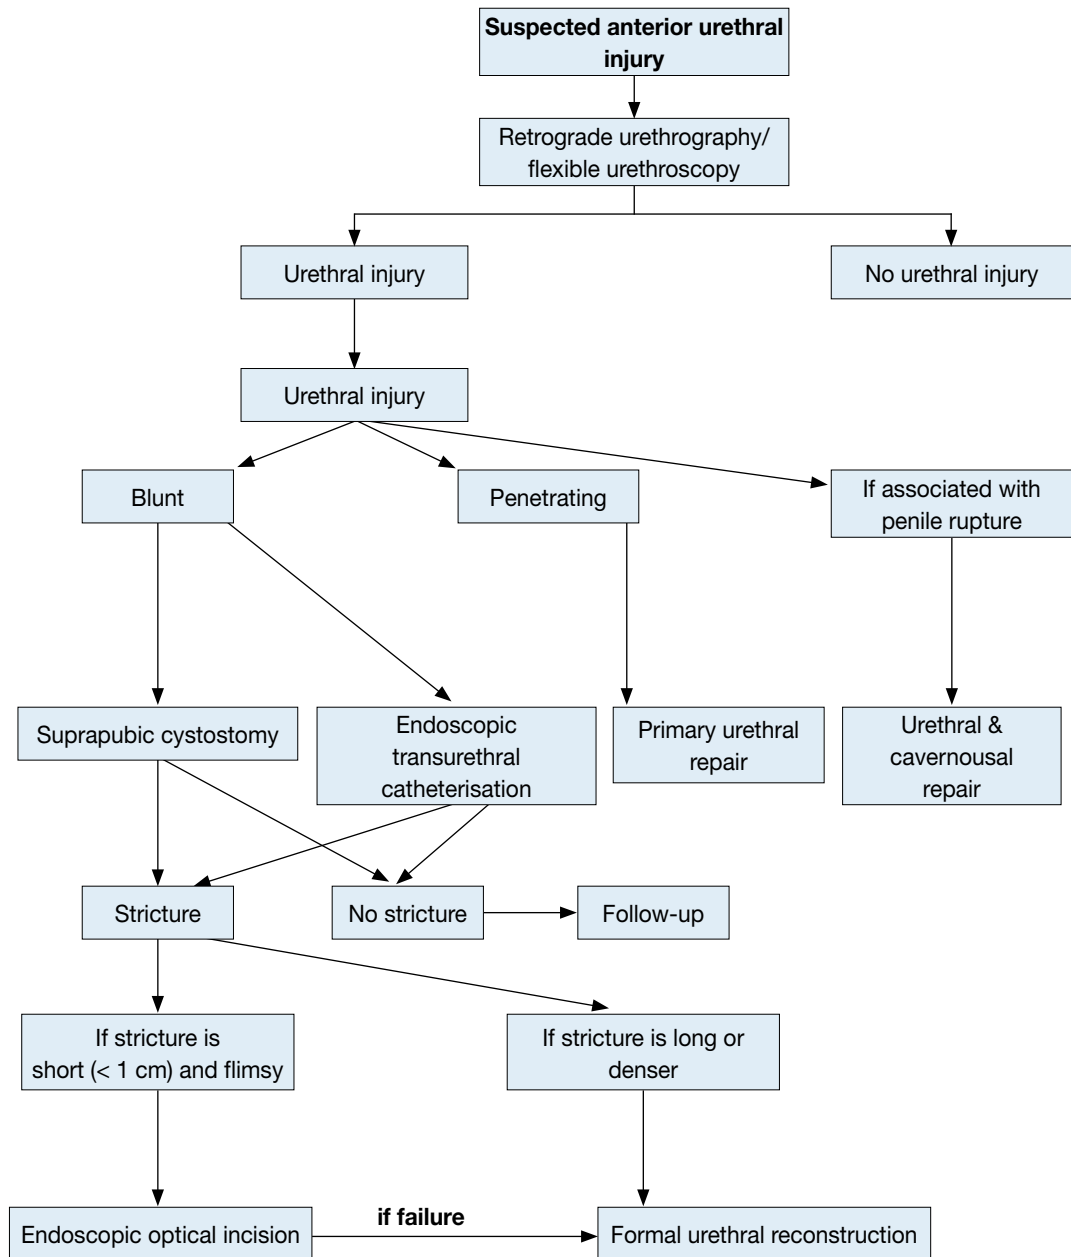 Suspected anterior urethral
injury
Retrograde urethrography/
flexible urethroscopy
Urethral injury
No urethral injury
Urethral injury
Blunt
Penetrating
If associated with
penile rupture
Suprapubic cystostomy
Endoscopic
transurethral
catheterisation
Primary urethral
repair
Urethral &
cavernousal
repair
Stricture
No stricture
Follow-up
If stricture is
short (< 1 cm) and flimsy
If stricture is long or
denser
Endoscopic optical incision
if failure
Formal urethral reconstruction